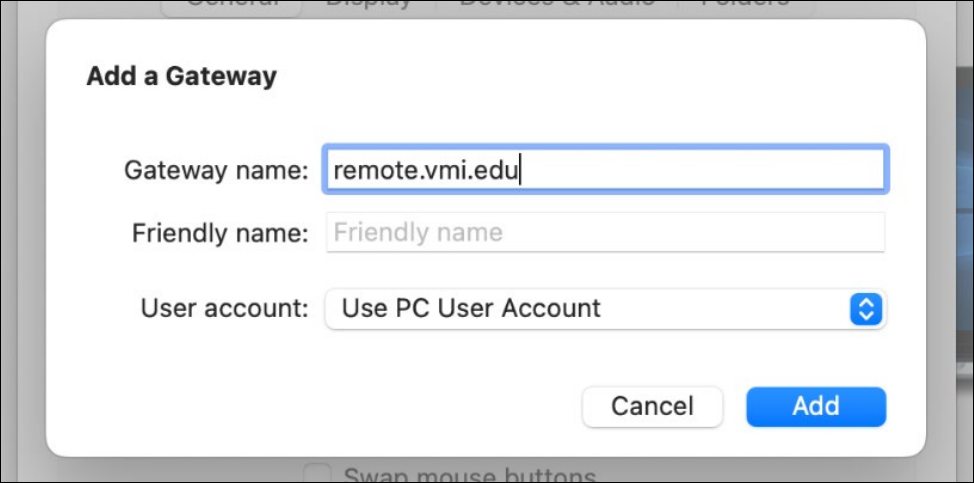 General Display Devices & Audio Folders
Add a Gateway
Gateway name: remote.vmi.edu
Friendly name: Friendly name
User account: Use PC User Account
Cancel Add
Swap mouse buttons